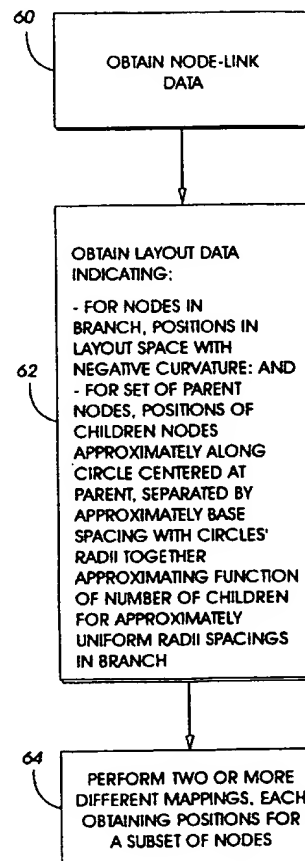 60
OBTAIN NODE-LINK
DATA
62
OBTAIN LAYOUT DATA
INDICATING:
- FOR NODES IN
BRANCH, POSITIONS IN
LAYOUT SPACE WITH
NEGATIVE CURVATURE: AND
- FOR SET OF PARENT
NODES, POSITIONS OF
CHILDREN NODES
APPROXIMATELY ALONG
CIRCLE CENTERED AT
PARENT, SEPARATED BY
APPROXIMATELY BASE
SPACING WITH CIRCLES'
RADII TOGETHER
APPROXIMATING FUNCTION
OF NUMBER OF CHILDREN
FOR APPROXIMATELY
UNIFORM RADII SPACINGS
IN BRANCH
64
PERFORM TWO OR MORE
DIFFERENT MAPPINGS, EACH
OBTAINING POSITIONS FOR
A SUBSET OF NODES